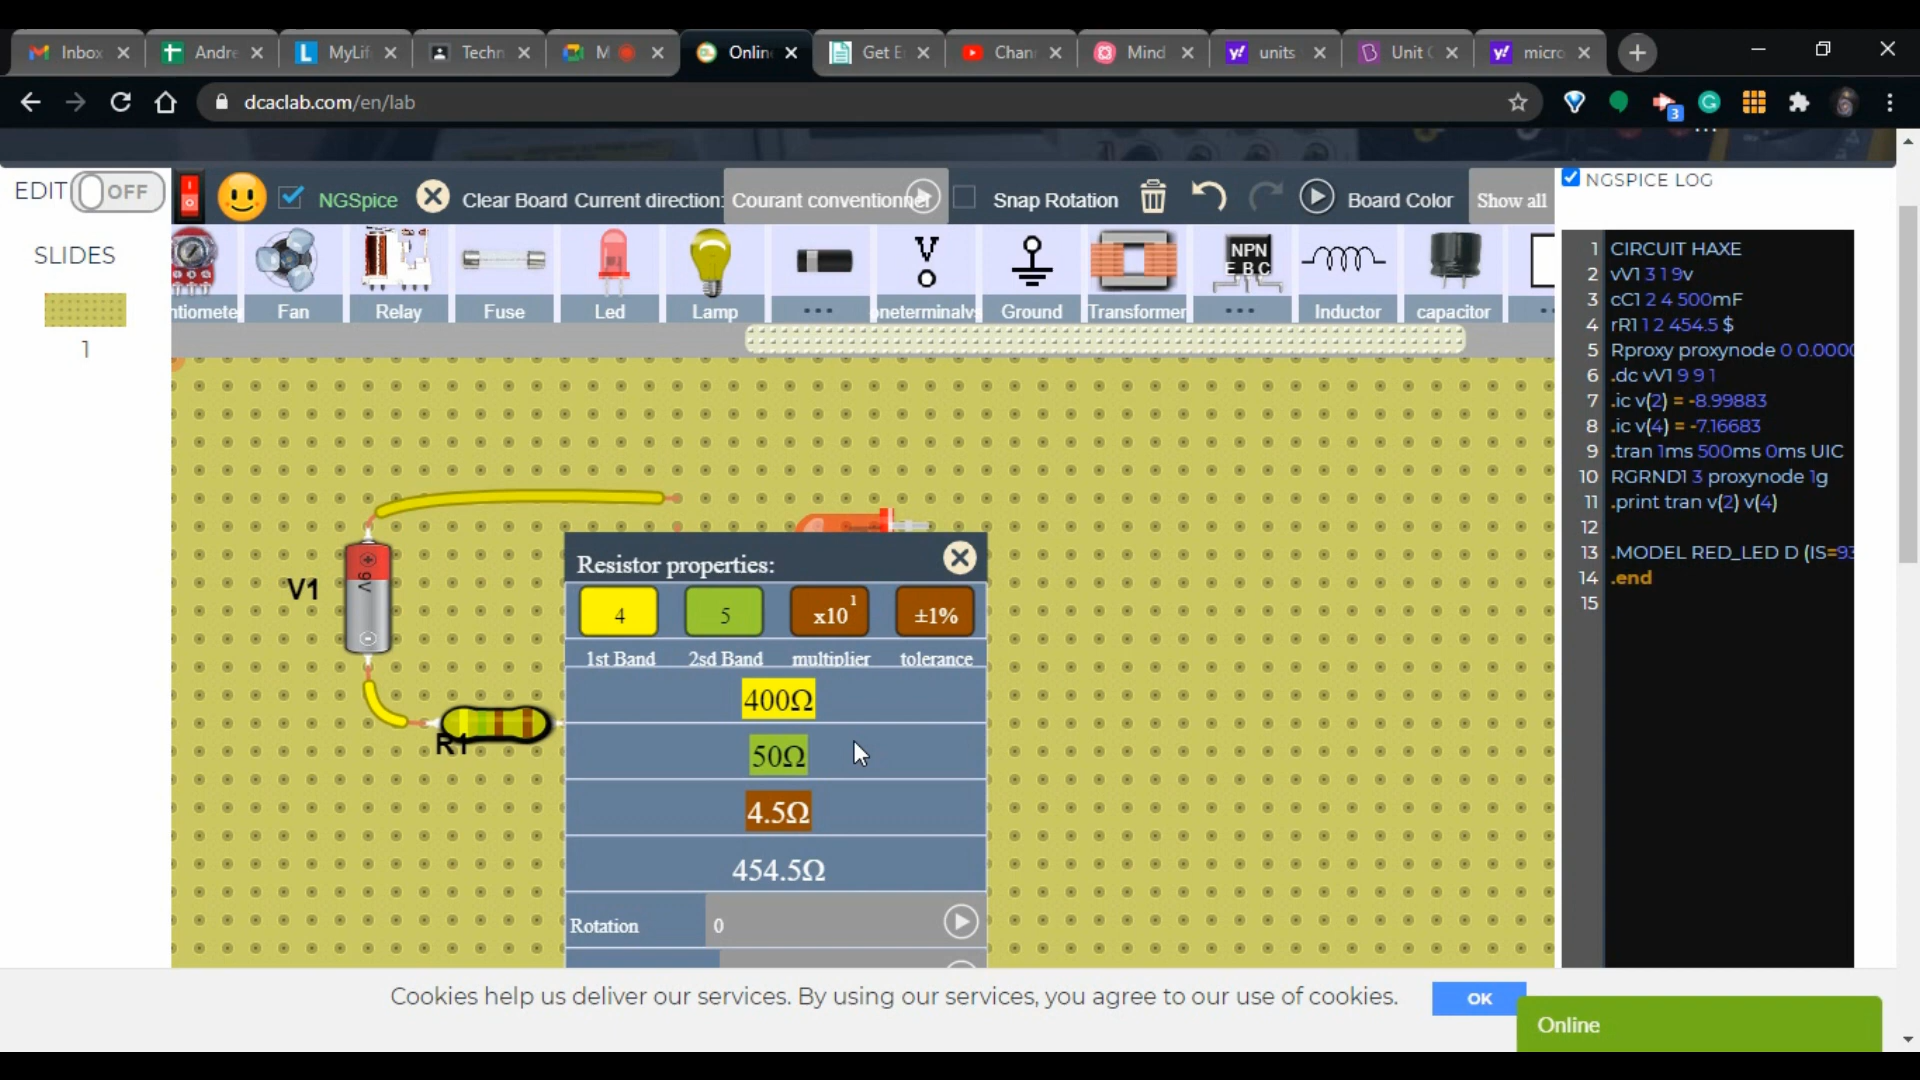 Inbox
Andre
MyLif
Techn
M
Onlin
Get E
Chan
Mind
units
Unit C
micro
dcaclab.com/en/lab
3
EDIT OFF
NGSpice
Clear Board
Current direction:
Courant conventionne
Snap Rotation
Board Color
Show all
NGSPICE LOG
SLIDES
1
ntiomete
Fan
Relay
Fuse
Led
Lamp
...
V
oneterminalv
Ground
Transformer
NPN
E B C
...
Inductor
capacitor
1 CIRCUIT HAXE
2 vV1 3 1 9v
3 cC1 2 4 500mF
4 rR1 1 2 454.5 $
5 Rproxy proxynode 0 0.000
6 .dc vV1 9 9 1
7 .ic v(2) = -8.99883
8 .ic v(4) = -7.16683
9 .tran 1ms 500ms 0ms UIC
10 RGRND1 3 proxynode 1g
11 .print tran v(2) v(4)
12
13 .MODEL RED_LED D (IS=93
14 .end
15
V1
9V
R1
Resistor properties:
4 5 x10¹ ±1%
1st Band 2sd Band multiplier tolerance
400Ω
50Ω
4.5Ω
454.5Ω
Rotation 0
Cookies help us deliver our services. By using our services, you agree to our use of cookies.
OK
Online